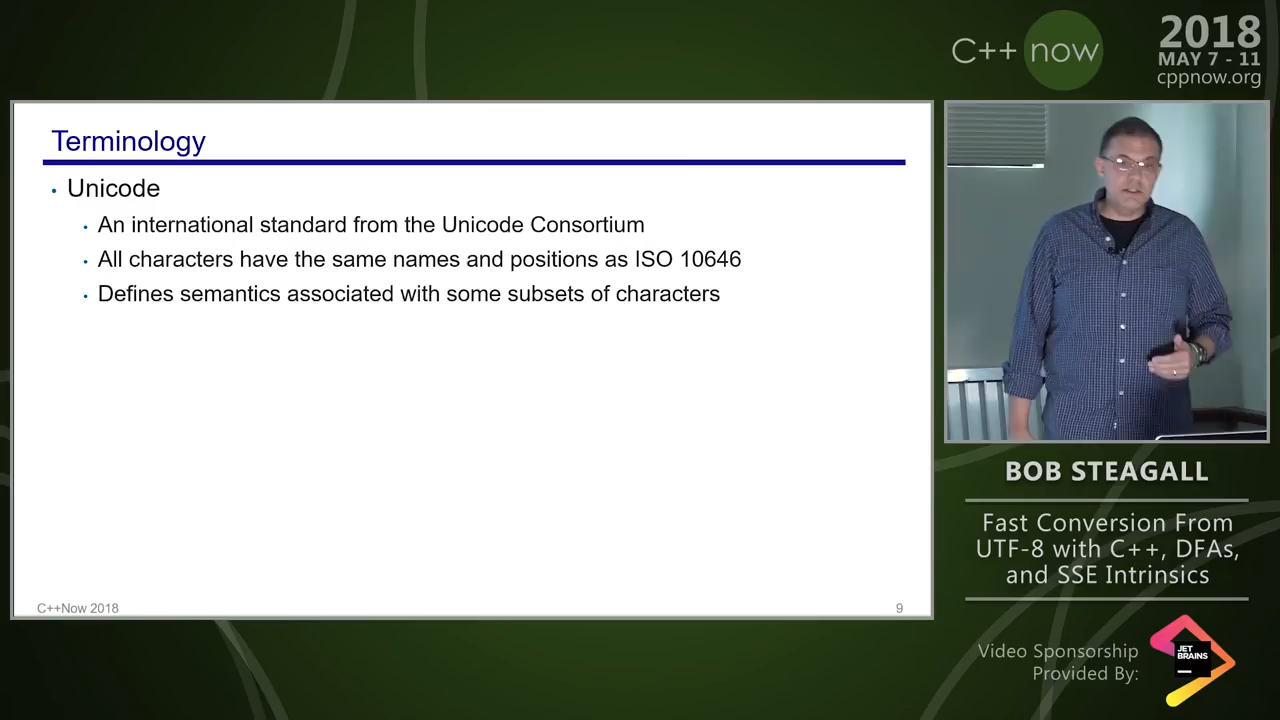 C++ now
2018
MAY 7 - 11
cppnow.org
Terminology
Unicode
An international standard from the Unicode Consortium
All characters have the same names and positions as ISO 10646
Defines semantics associated with some subsets of characters
C++Now 2018
9
BOB STEAGALL
Fast Conversion From
UTF-8 with C++, DFAs,
and SSE Intrinsics
Video Sponsorship
Provided By:
JET
BRAINS